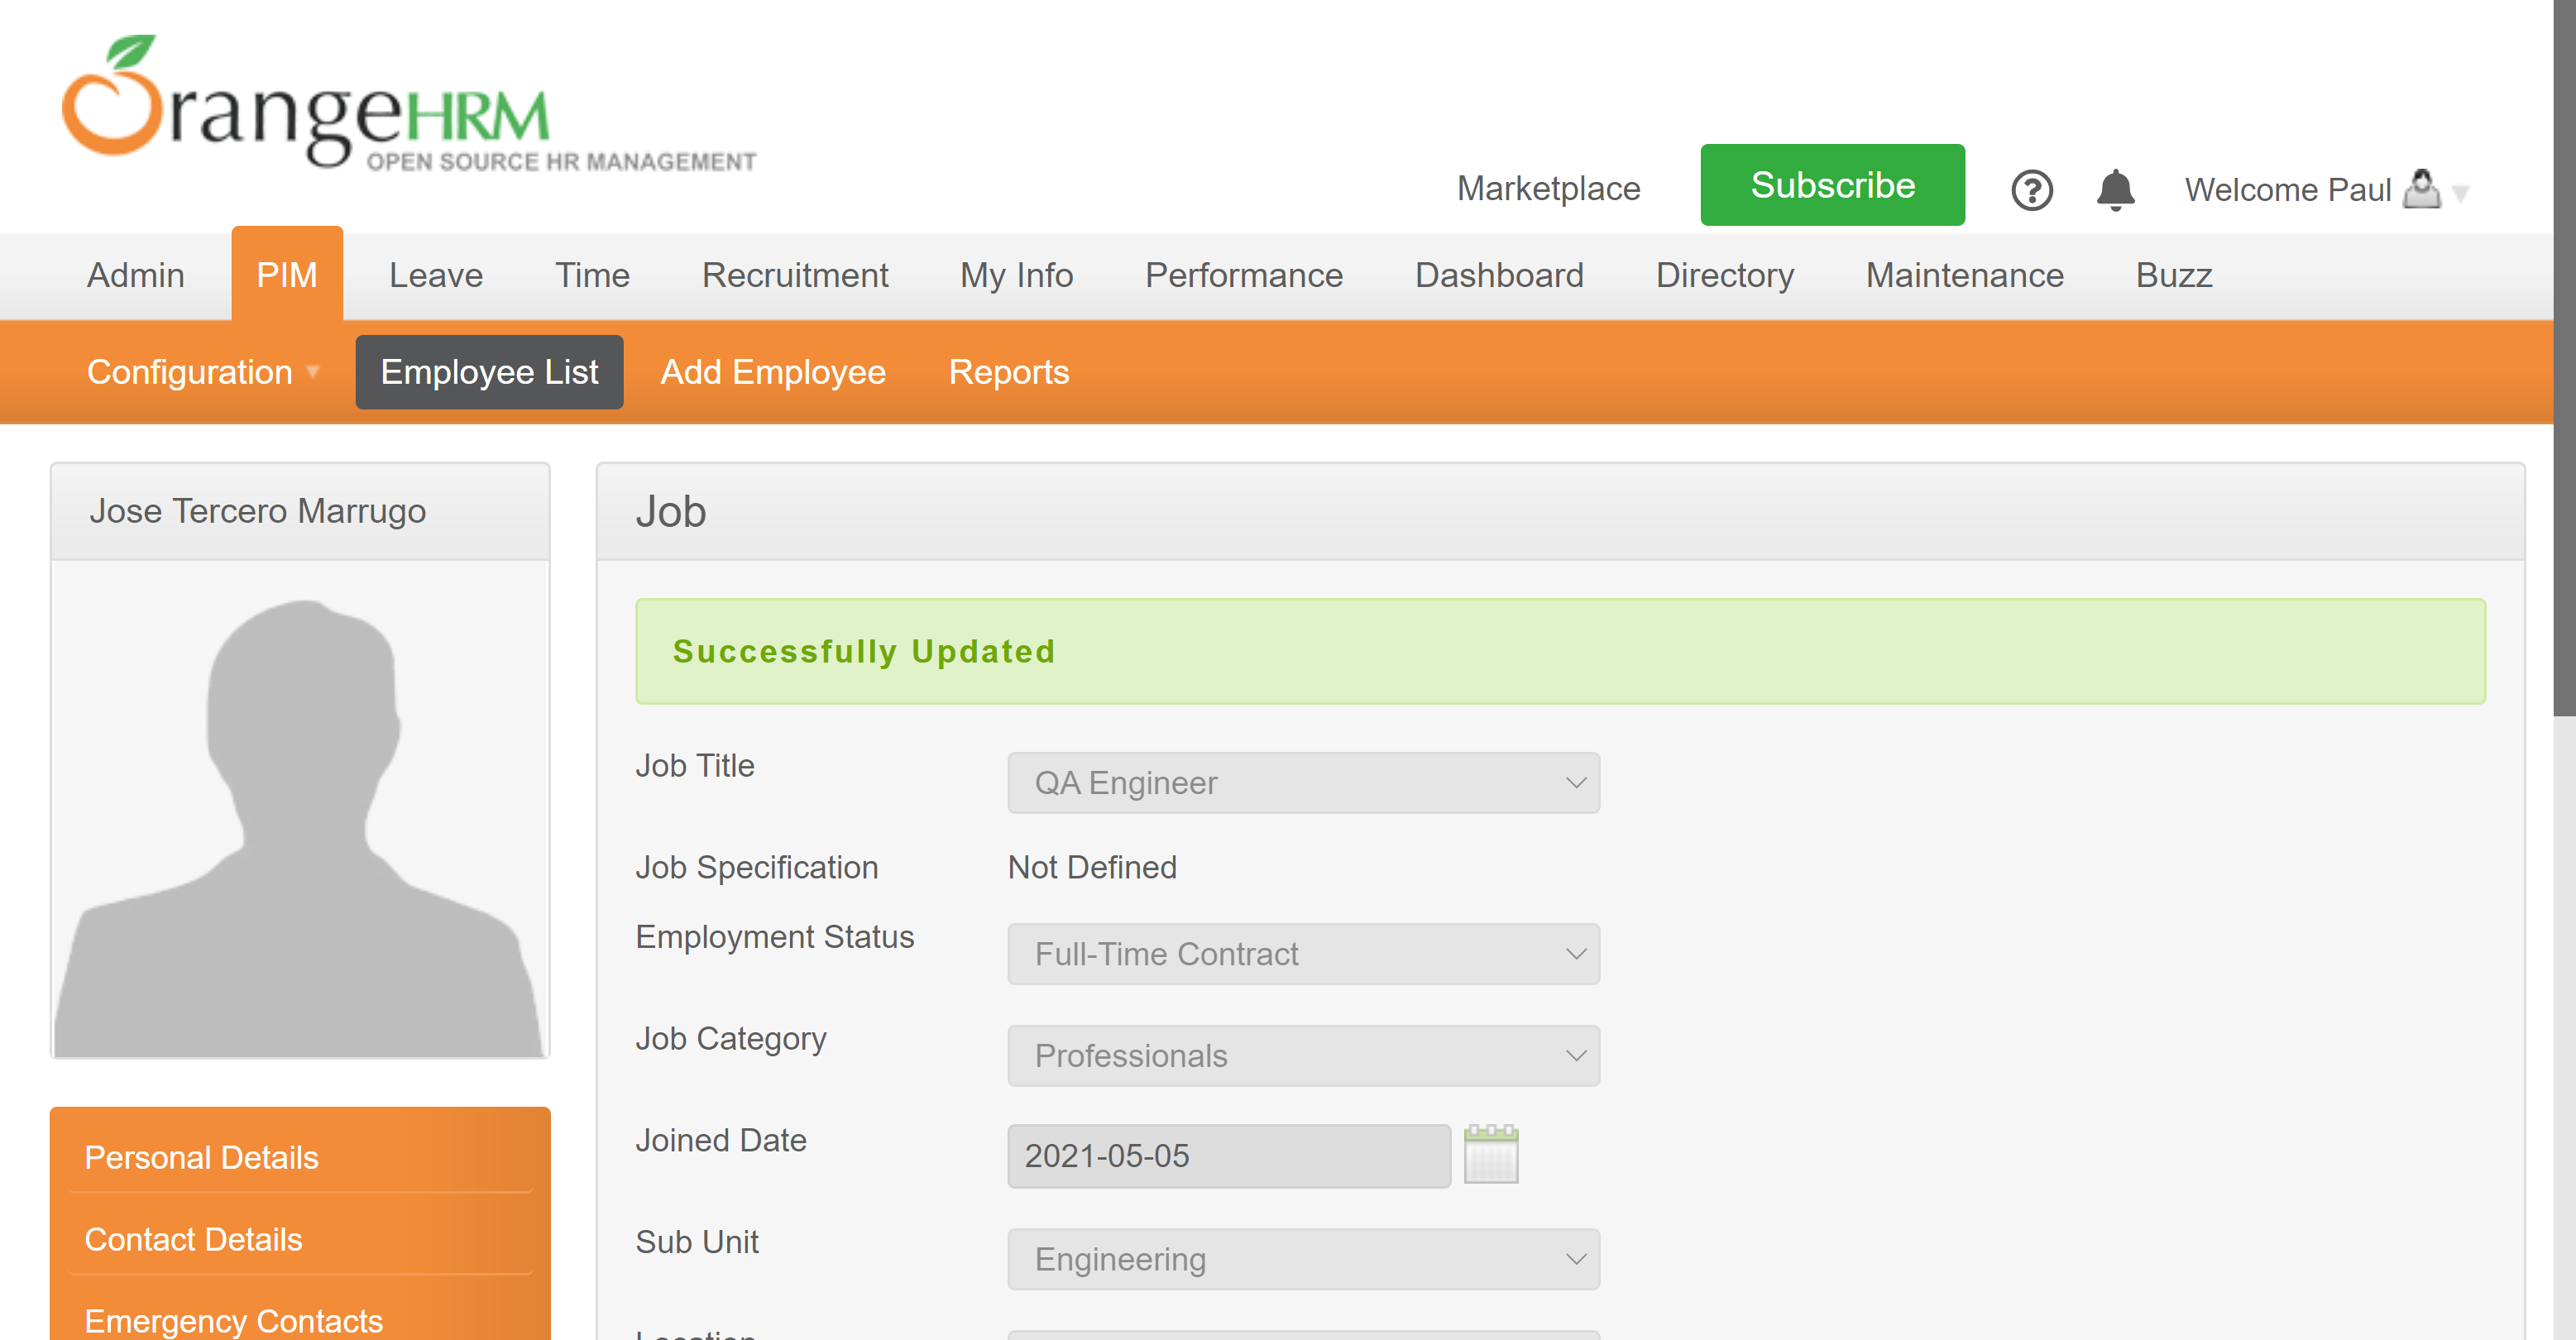 OrangeHRM
OPEN SOURCE HR MANAGEMENT
Marketplace
Subscribe
Welcome Paul
Admin
PIM
Leave
Time
Recruitment
My Info
Performance
Dashboard
Directory
Maintenance
Buzz
Configuration
Employee List
Add Employee
Reports
Jose Tercero Marrugo
Job
Successfully Updated
Job Title
QA Engineer
Job Specification
Not Defined
Employment Status
Full-Time Contract
Job Category
Professionals
Joined Date
2021-05-05
Sub Unit
Engineering
Location
Personal Details
Contact Details
Emergency Contacts